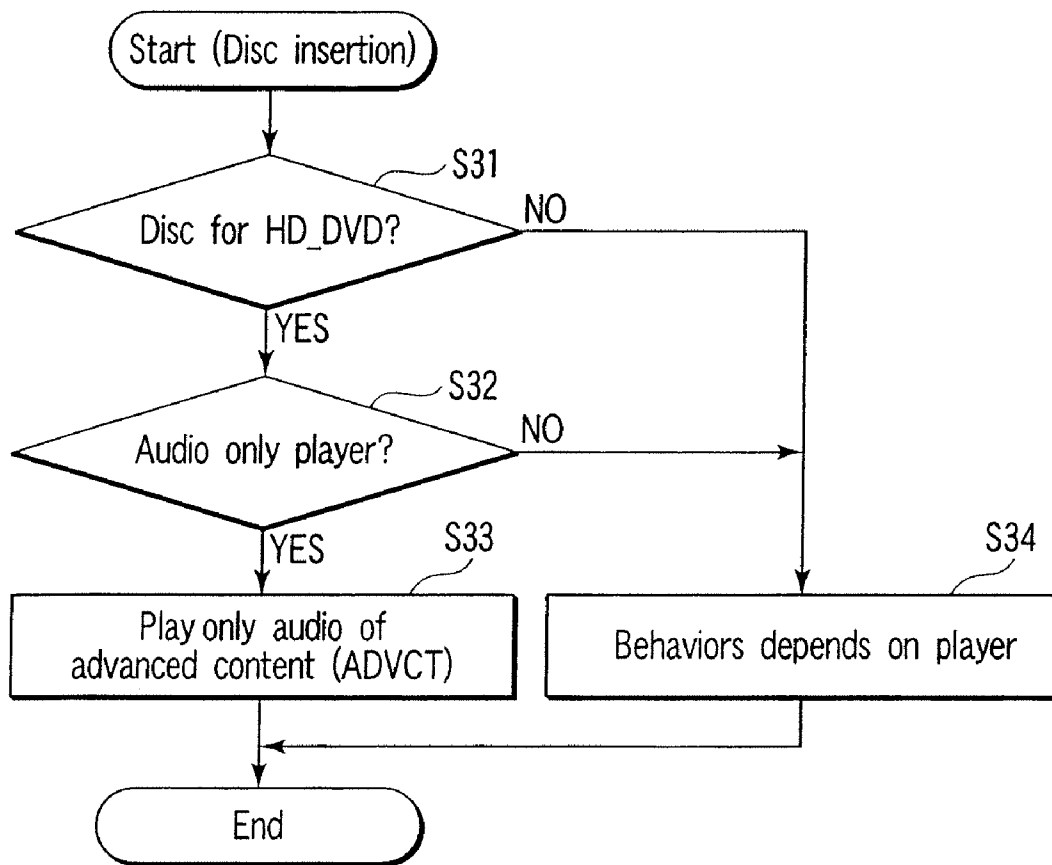 Start (Disc insertion)
S31
Disc for HD_DVD?
NO
YES
S32
Audio only player?
NO
YES
S33
Play only audio of
advanced content (ADVCT)
S34
Behaviors depends on player
End